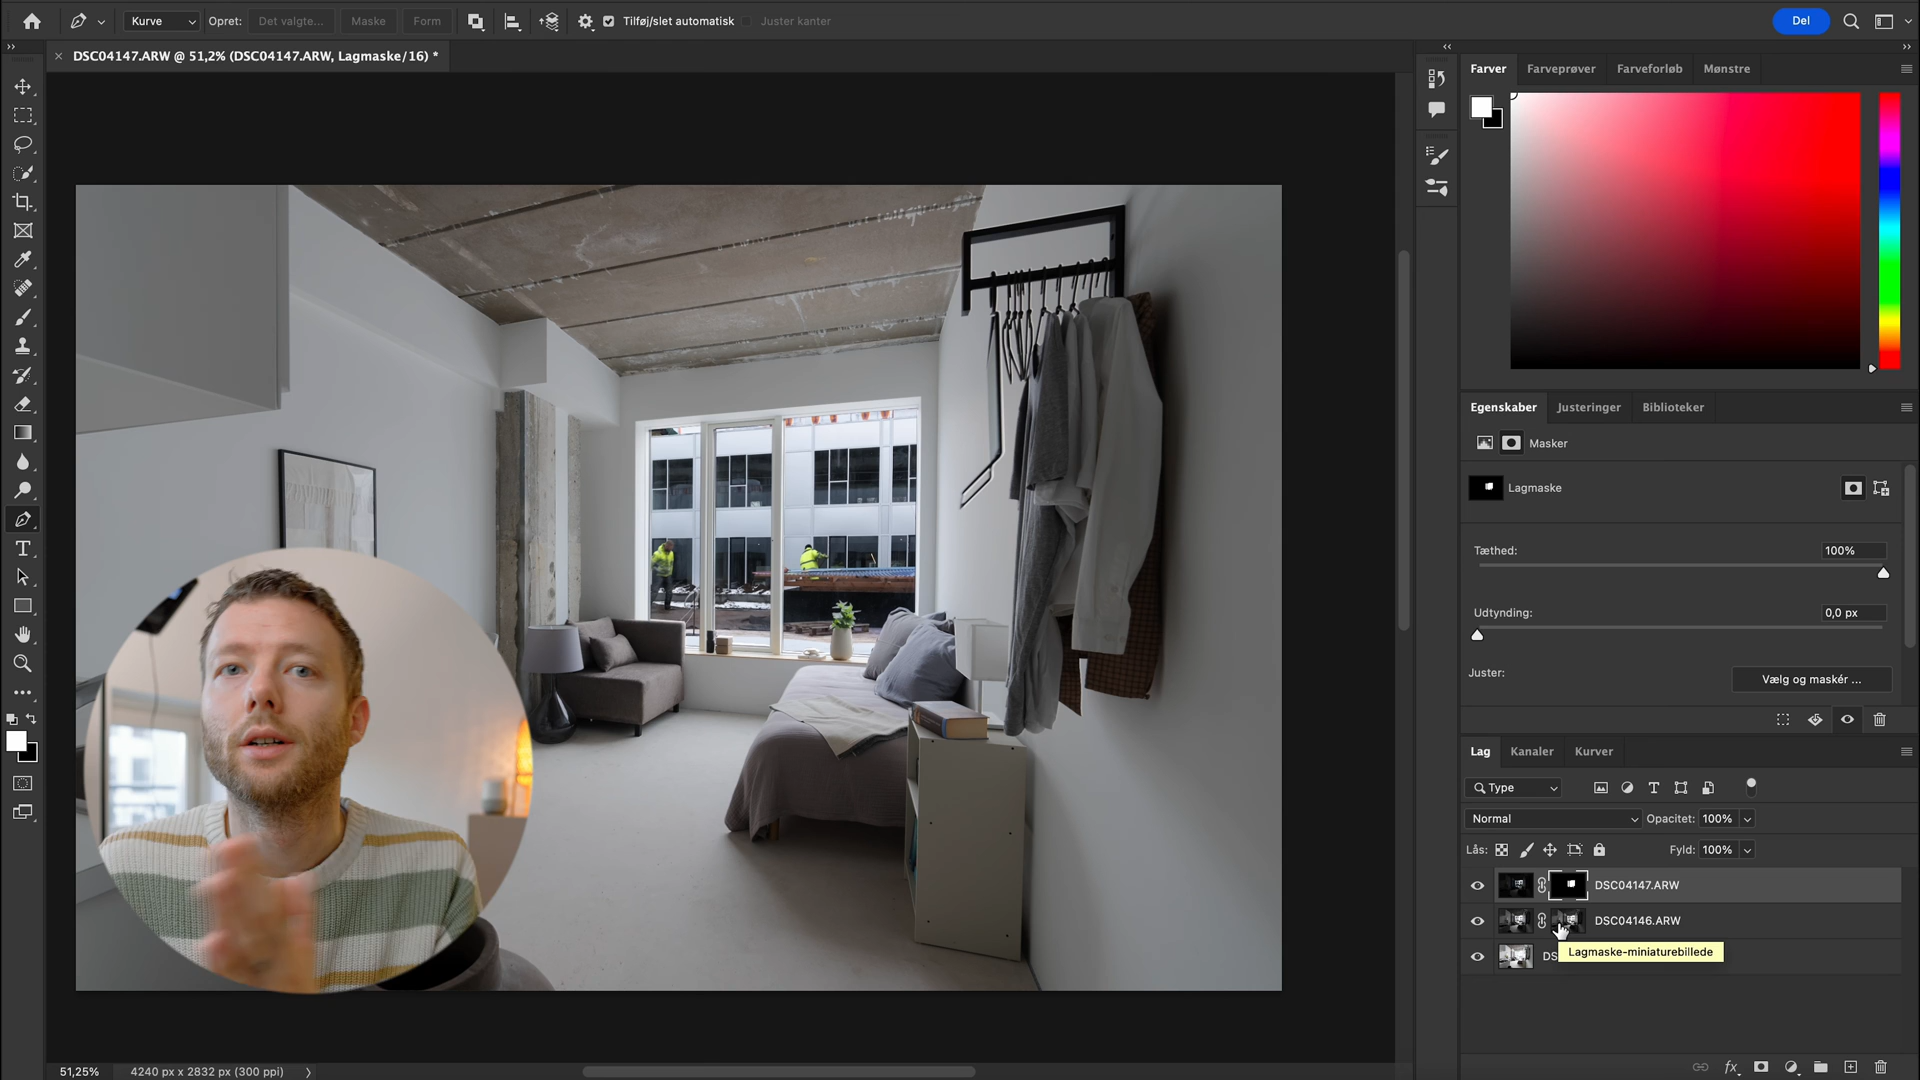 Kurve
Opret:
Det valgte...
Maske
Form
Tilføj/slet automatisk
Juster kanter
Del
DSC04147.ARW @ 51,2% (DSC04147.ARW, Lagmaske/16) *
Farver
Farveprøver
Farveforløb
Mønstre
Egenskaber
Justeringer
Biblioteker
Masker
Lagmaske
Tæthed:
100%
Udtynding:
0,0 px
Juster:
Vælg og maskér ...
Lag
Kanaler
Kurver
Type
Normal
Opacitet: 100%
Lås:
Fyld: 100%
DSC04147.ARW
DSC04146.ARW
DS
Lagmaske-miniaturebillede
fx
51,25%
4240 px x 2832 px (300 ppi)